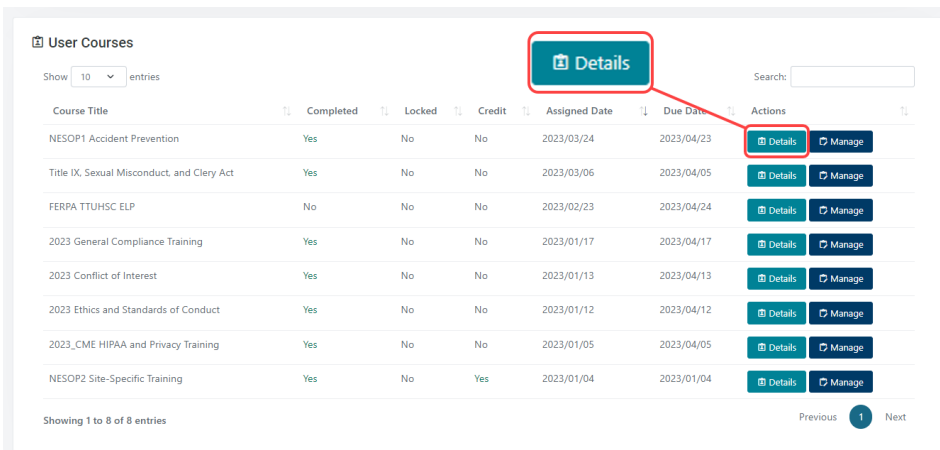 User Courses
Details
Show 10 entries
Search:
Course Title Completed Locked Credit Assigned Date Due Date Actions
NESOP1 Accident Prevention Yes No No 2023/03/24 2023/04/23 Details Manage
Title IX, Sexual Misconduct, and Clery Act Yes No No 2023/03/06 2023/04/05 Details Manage
FERPA TTUHSC ELP No No No 2023/02/23 2023/04/24 Details Manage
2023 General Compliance Training Yes No No 2023/01/17 2023/04/17 Details Manage
2023 Conflict of Interest Yes No No 2023/01/13 2023/04/13 Details Manage
2023 Ethics and Standards of Conduct Yes No No 2023/01/12 2023/04/12 Details Manage
2023_CME HIPAA and Privacy Training Yes No No 2023/01/05 2023/04/05 Details Manage
NESOP2 Site-Specific Training Yes No Yes 2023/01/04 2023/01/04 Details Manage
Showing 1 to 8 of 8 entries
Previous 1 Next